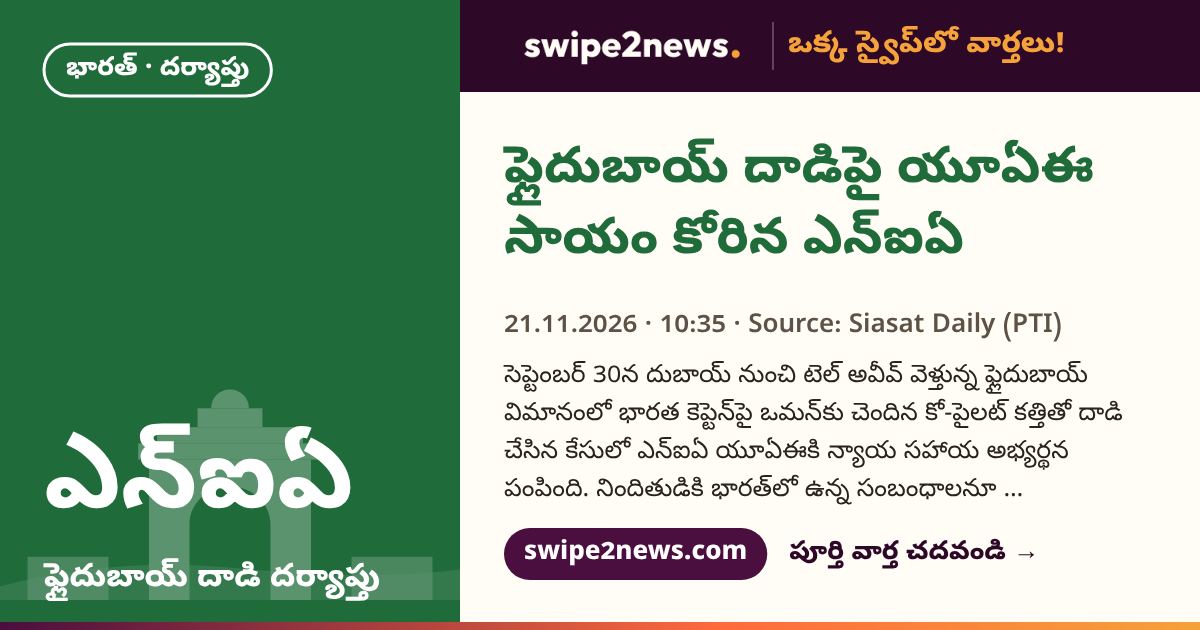 భారత్ · దర్యాప్తు
ఎన్ఐఏ
ఫ్లైదుబాయ్ దాడి దర్యాప్తు
swipe2news.
ఒక్క స్వైప్‌లో వార్తలు!
ఫ్లైదుబాయ్ దాడిపై యూఏఈ
సాయం కోరిన ఎన్ఐఏ
21.11.2026 · 10:35 · Source: Siasat Daily (PTI)
సెప్టెంబర్ 30న దుబాయ్ నుంచి టెల్ అవీవ్ వెళ్తున్న ఫ్లైదుబాయ్
విమానంలో భారత కెప్టెన్‌పై ఒమన్‌కు చెందిన కో-పైలట్ కత్తితో దాడి
చేసిన కేసులో ఎన్ఐఏ యూఏఈకి న్యాయ సహాయ అభ్యర్థన
పంపింది. నిందితుడికి భారత్‌లో ఉన్న సంబంధాలనూ ...
swipe2news.com
పూర్తి వార్త చదవండి →